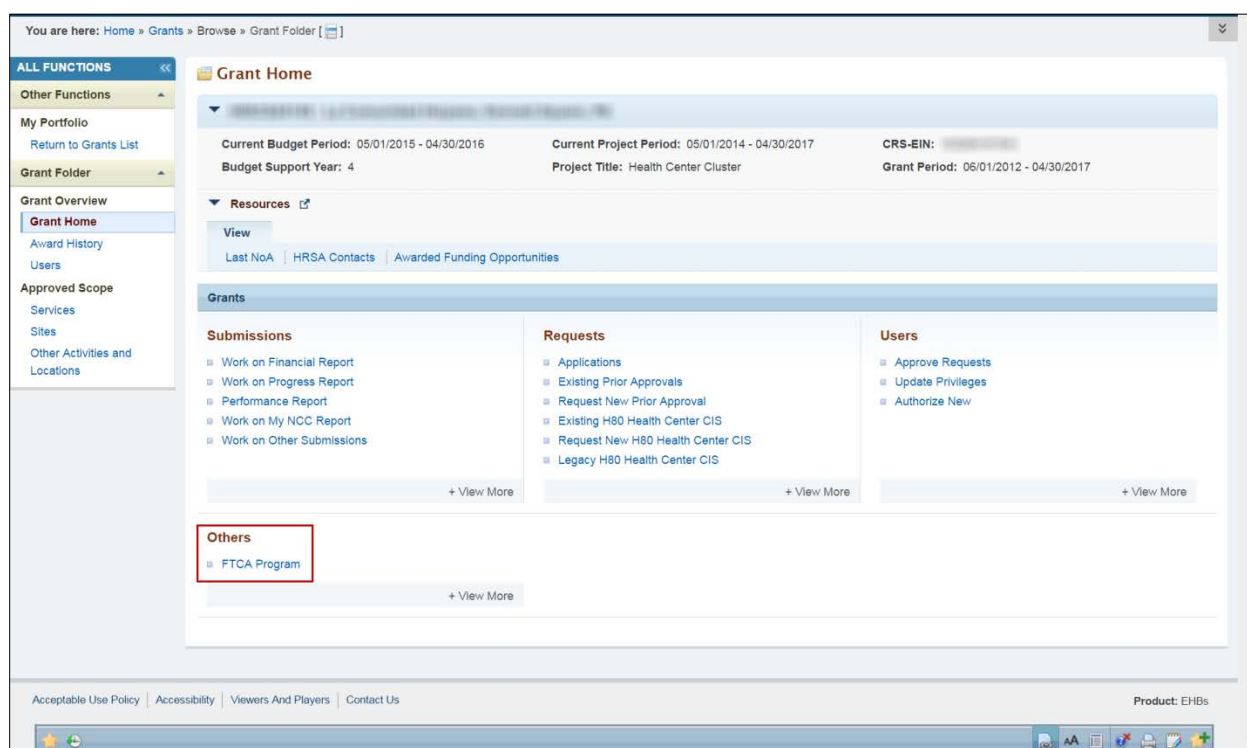 You are here: Home » Grants » Browse » Grant Folder [ ]
ALL FUNCTIONS
Other Functions
My Portfolio
Return to Grants List
Grant Folder
Grant Overview
Grant Home
Award History
Users
Approved Scope
Services
Sites
Other Activities and
Locations
Grant Home
Current Budget Period: 05/01/2015 - 04/30/2016 Current Project Period: 05/01/2014 - 04/30/2017 CRS-EIN:
Budget Support Year: 4 Project Title: Health Center Cluster Grant Period: 06/01/2012 - 04/30/2017
Resources
View
Last NoA | HRSA Contacts | Awarded Funding Opportunities
Grants
Submissions
Work on Financial Report
Work on Progress Report
Performance Report
Work on My NCC Report
Work on Other Submissions
+ View More
Requests
Applications
Existing Prior Approvals
Request New Prior Approval
Existing H80 Health Center CIS
Request New H80 Health Center CIS
Legacy H80 Health Center CIS
+ View More
Users
Approve Requests
Update Privileges
Authorize New
+ View More
Others
FTCA Program
+ View More
Acceptable Use Policy | Accessibility | Viewers And Players | Contact Us Product: EHBs
AA